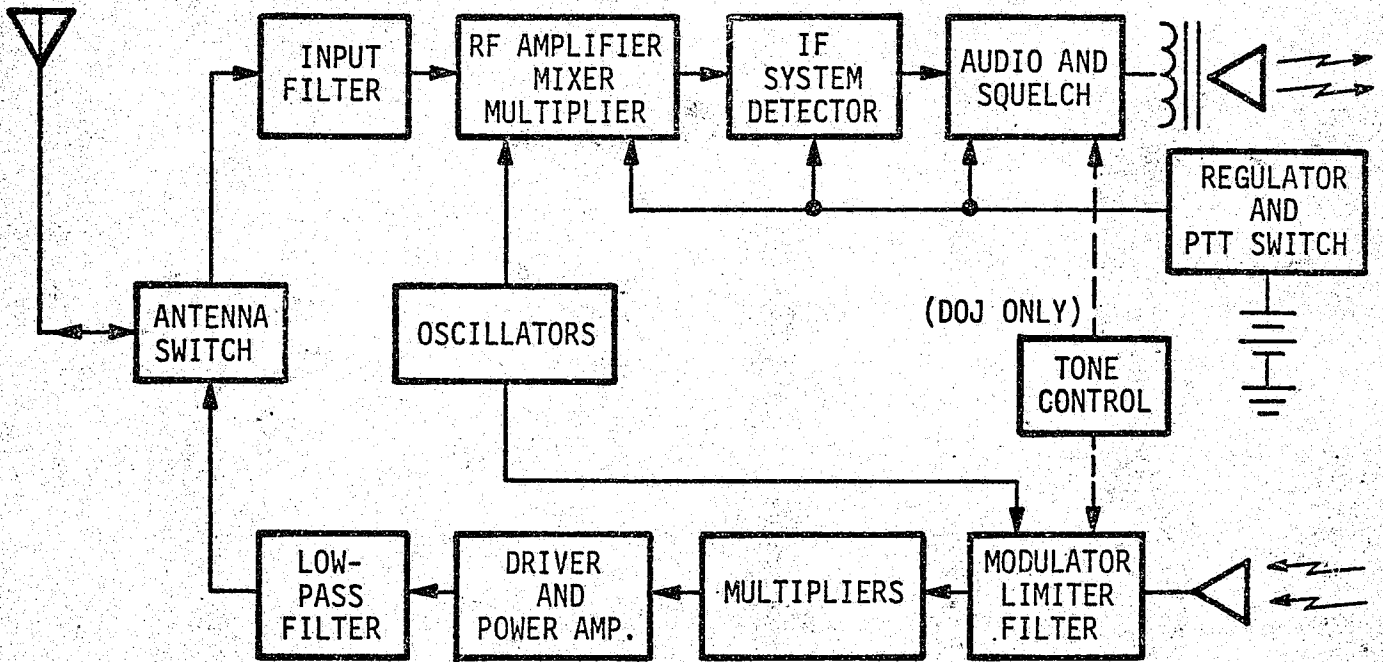 INPUT
FILTER
RF AMPLIFIER
MIXER
MULTIPLIER
IF
SYSTEM
DETECTOR
AUDIO AND
SQUELCH
REGULATOR
AND
PTT SWITCH
ANTENNA
SWITCH
OSCILLATORS
(DOJ ONLY)
TONE
CONTROL
LOW-
PASS
FILTER
DRIVER
AND
POWER AMP.
MULTIPLIERS
MODULATOR
LIMITER
FILTER